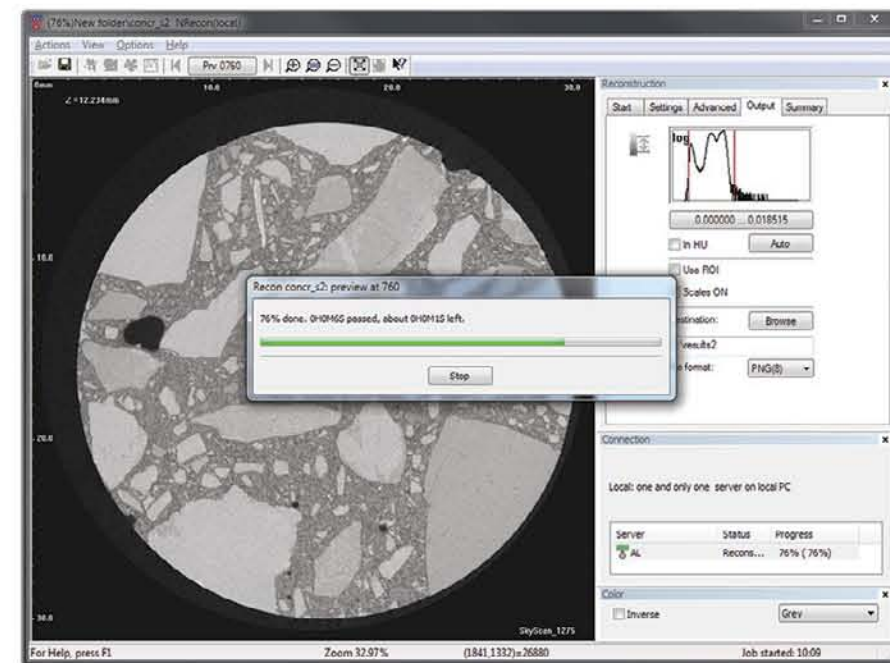 (76%)New folder\concr_s2 NRecon(local)
Actions View Options Help
Prv 0760
0mm 10.0 20.0 30.0
Z =12.234mm
10.0
20.0
30.0
SkyScan_1275
Reconstruction
Start Settings Advanced Output Summary
log
0.000000 ... 0.018515
In HU Auto
Use ROI
Scales ON
stination: Browse
results2
format: PNG(8)
Recon concr_s2: preview at 760
76% done. 0H0M6S passed, about 0H0M1S left.
Stop
Connection
Local: one and only one server on local PC
Server Status Progress
AL Recons... 76% ( 76%)
Color
Inverse Grey
For Help, press F1 Zoom 32.97% (1841,1332)=26880 Job started: 10:09